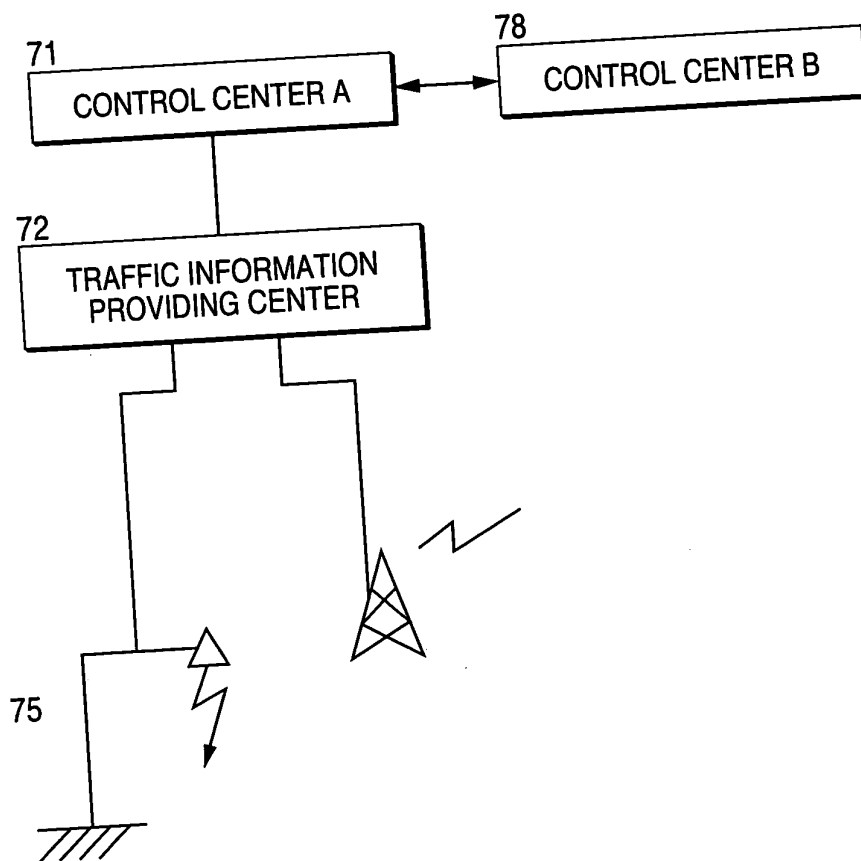 71
CONTROL CENTER A
78
CONTROL CENTER B
72
TRAFFIC INFORMATION
PROVIDING CENTER
75